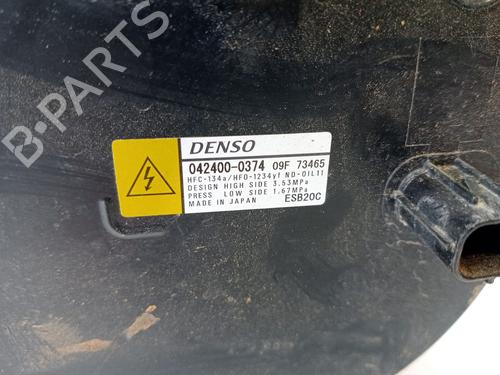 B-PARTS
DENSO
042400-0374 09F 73465
HFC-134a/HFO-1234yf ND-OIL11
DESIGN HIGH SIDE 3.53MPa
PRESS LOW SIDE 1.67MPa
MADE IN JAPAN ESB20C